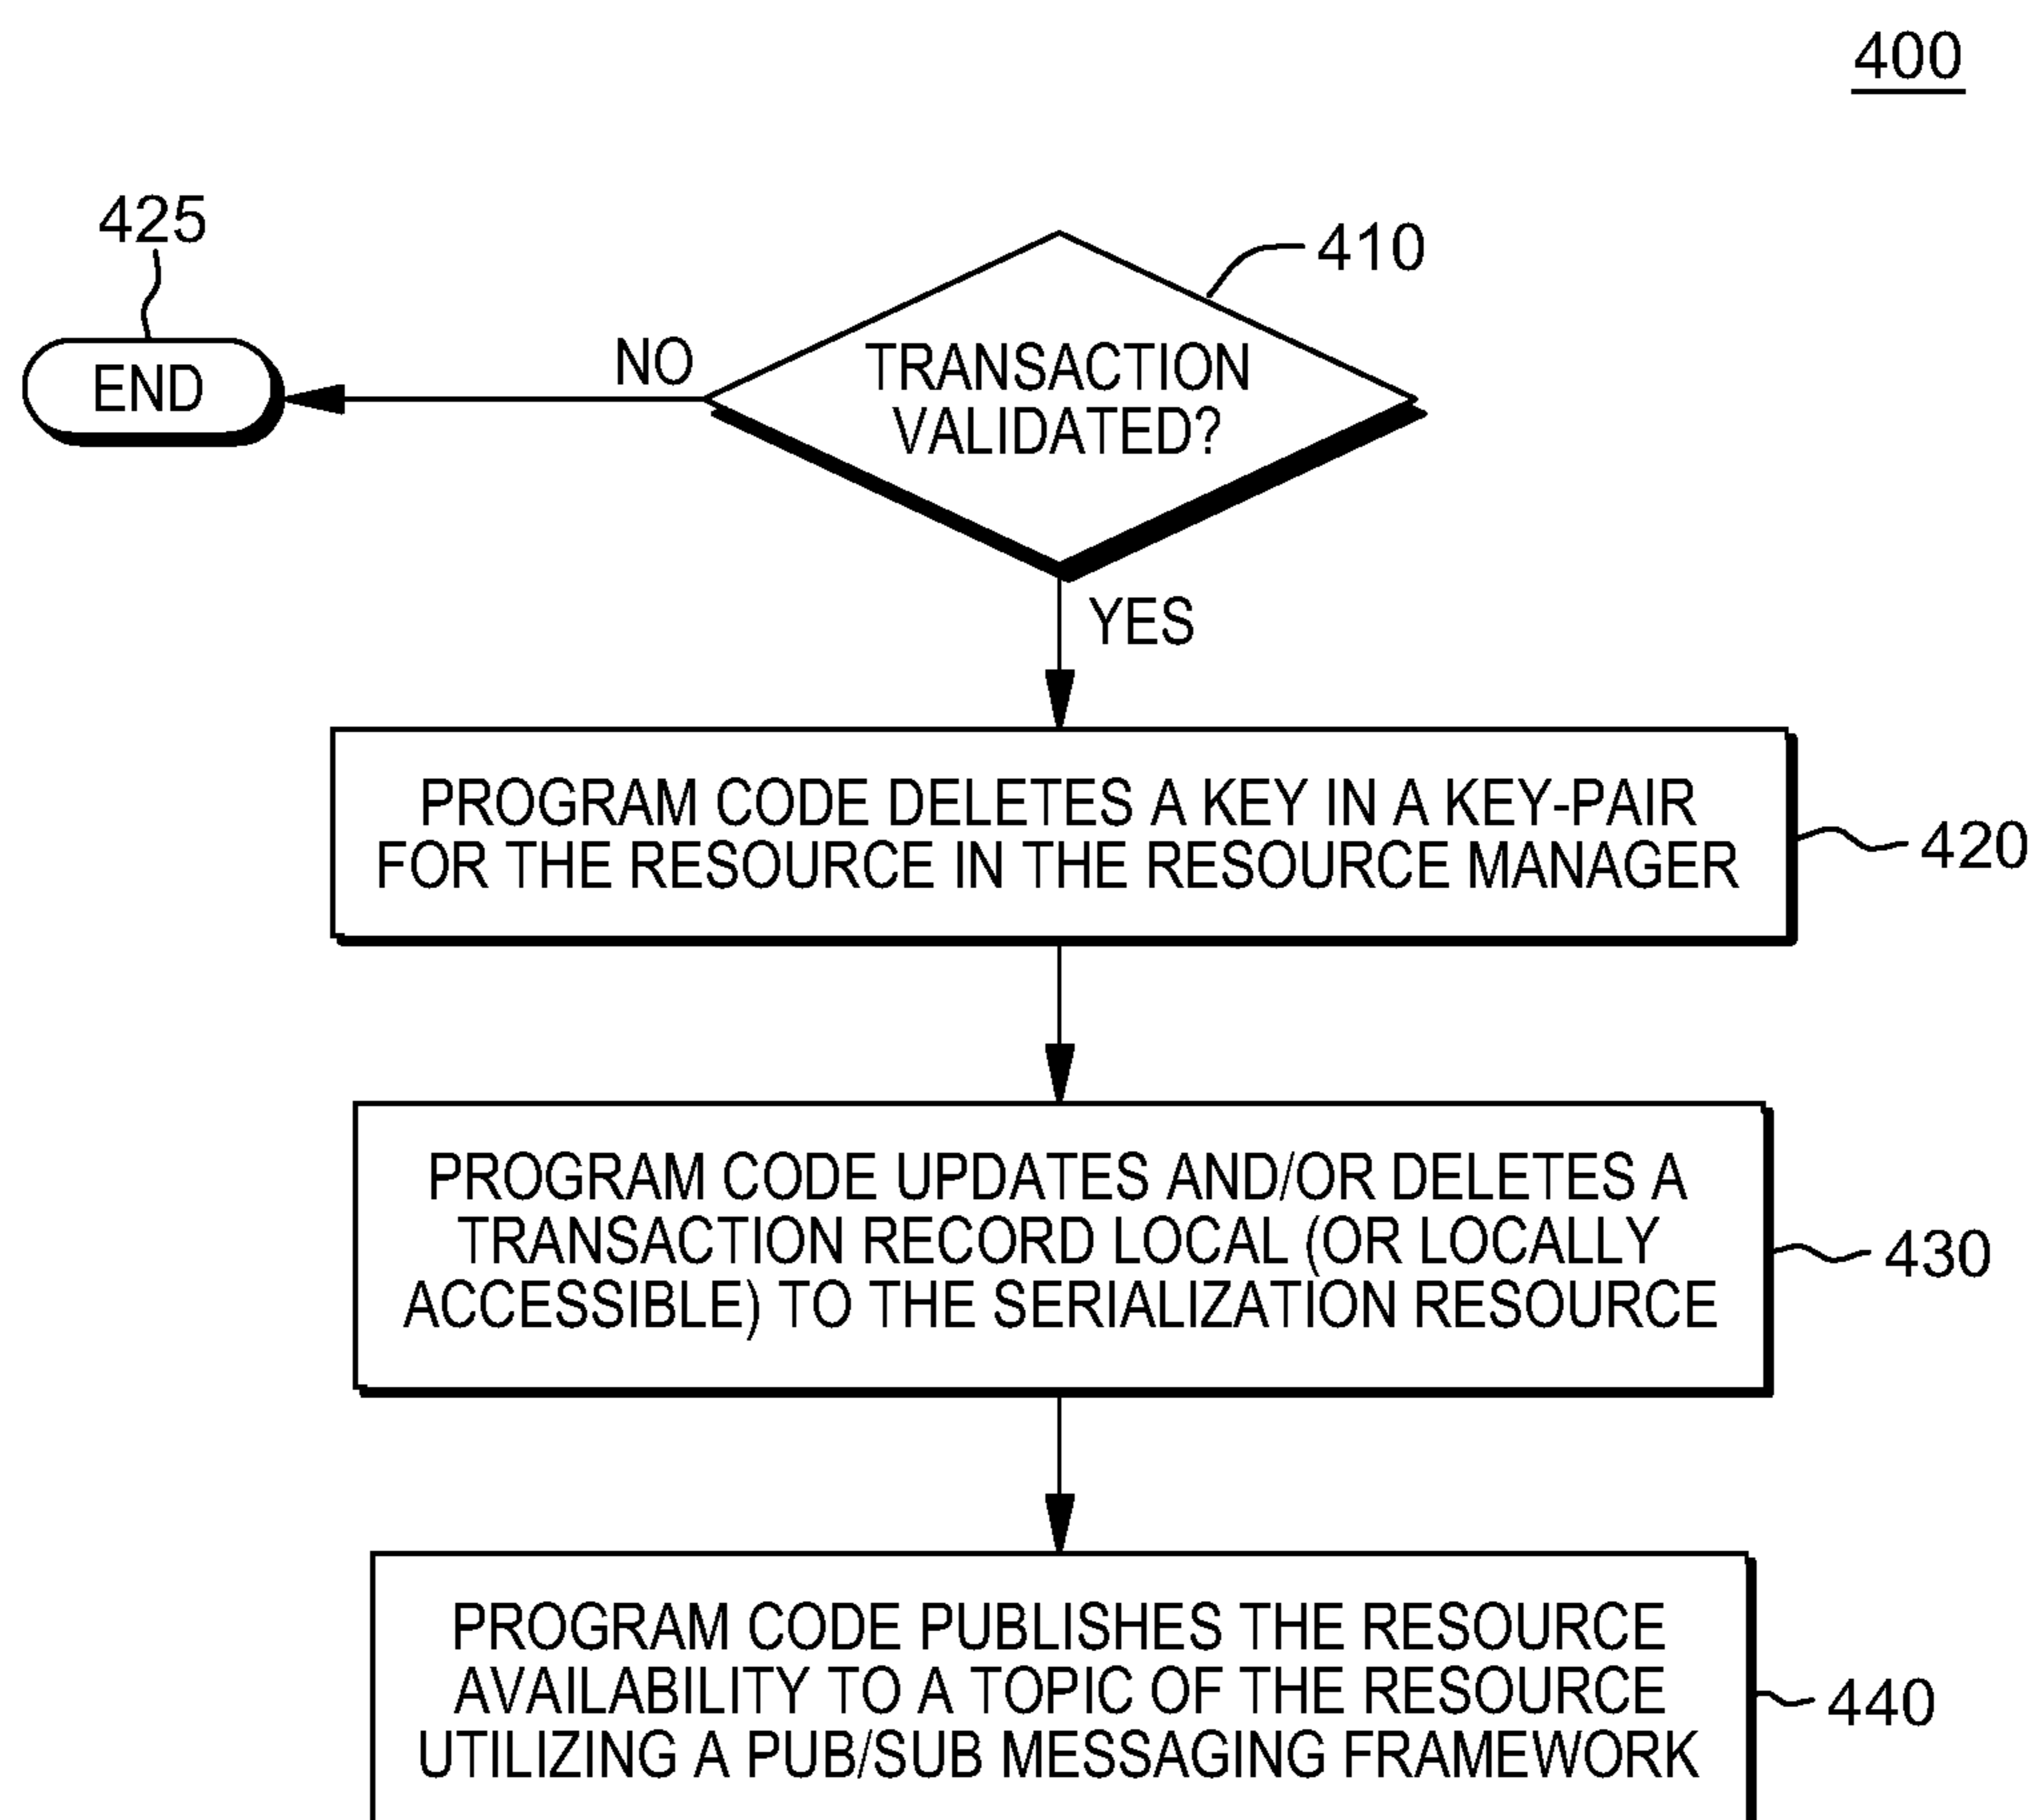 400
425
410
END
NO
TRANSACTION
VALIDATED?
YES
PROGRAM CODE DELETES A KEY IN A KEY-PAIR
FOR THE RESOURCE IN THE RESOURCE MANAGER
420
PROGRAM CODE UPDATES AND/OR DELETES A
TRANSACTION RECORD LOCAL (OR LOCALLY
ACCESSIBLE) TO THE SERIALIZATION RESOURCE
430
PROGRAM CODE PUBLISHES THE RESOURCE
AVAILABILITY TO A TOPIC OF THE RESOURCE
UTILIZING A PUB/SUB MESSAGING FRAMEWORK
440